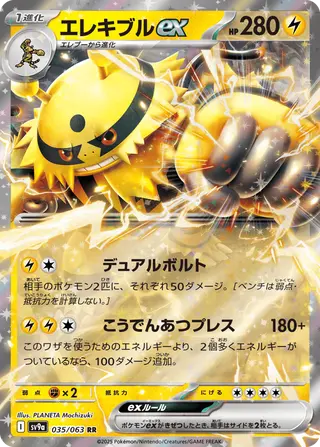 1進化 エレキブルex HP280
エレブーから進化
デュアルボルト
相手のポケモン2匹に、それぞれ50ダメージ。[ベンチは弱点・
抵抗力を計算しない。]
こうでんあつプレス 180+
このワザを使うためのエネルギーより、2個多くエネルギーが
ついているなら、100ダメージ追加。
弱点 ×2 抵抗力 にげる
exルール
ポケモンexがきぜつしたとき、相手はサイドを2枚とる。
Illus. PLANETA Mochizuki
I sv9a 035/063 RR
©2025 Pokémon/Nintendo/Creatures/GAME FREAK.